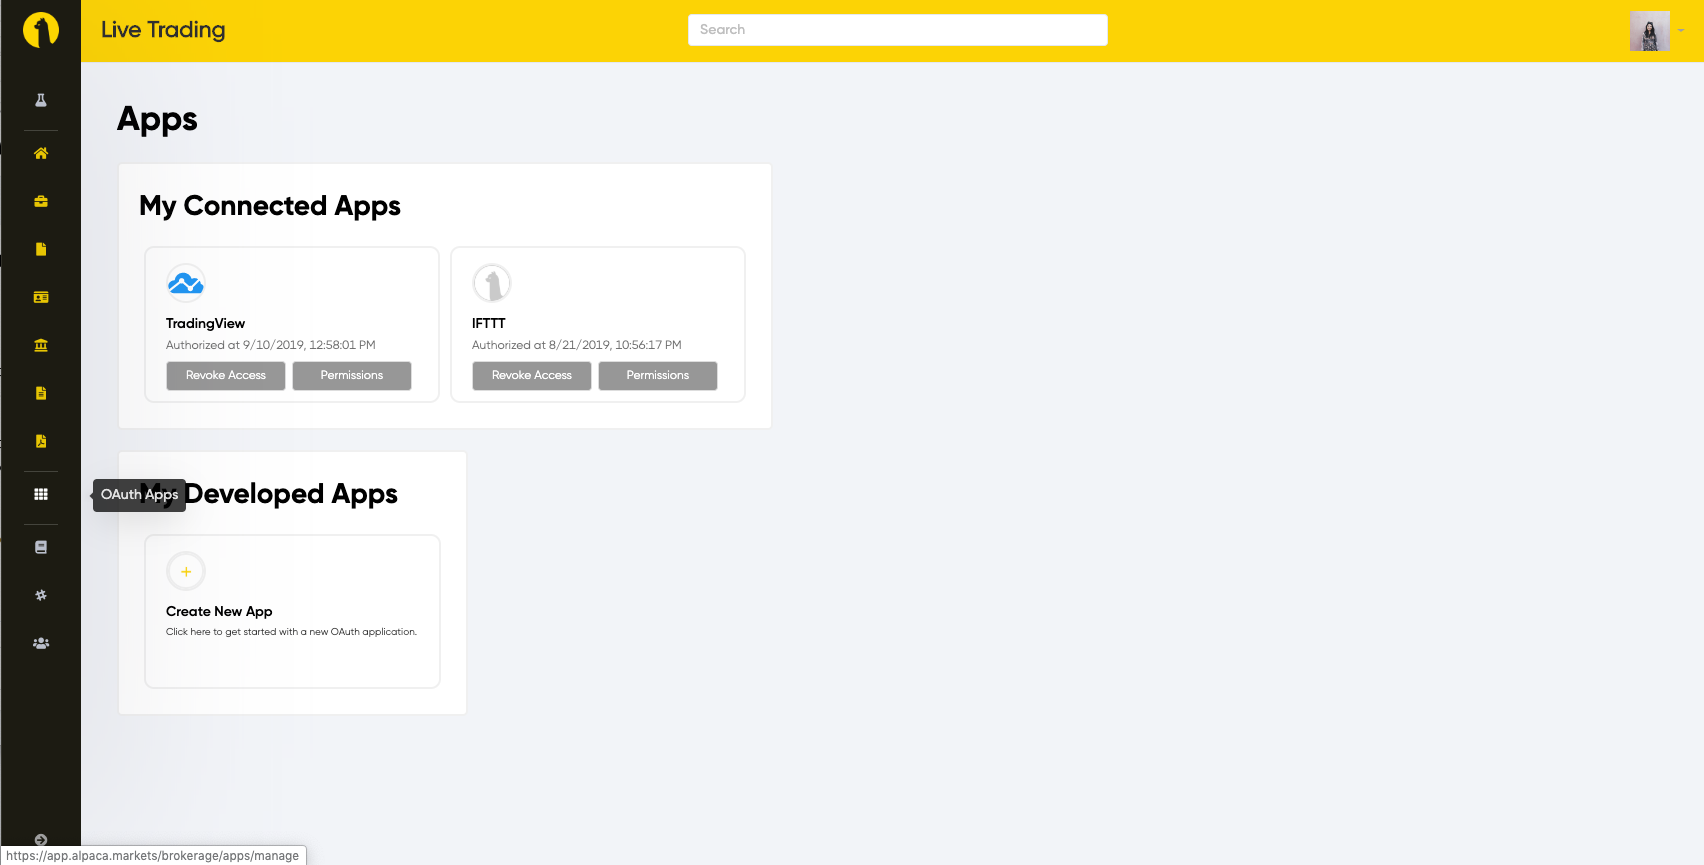 Live Trading
Search
Apps
My Connected Apps
TradingView
Authorized at 9/10/2019, 12:58:01 PM
Revoke Access
Permissions
IFTTT
Authorized at 8/21/2019, 10:56:17 PM
Revoke Access
Permissions
OAuth Apps
My Developed Apps
Create New App
Click here to get started with a new OAuth application.
https://app.alpaca.markets/brokerage/apps/manage